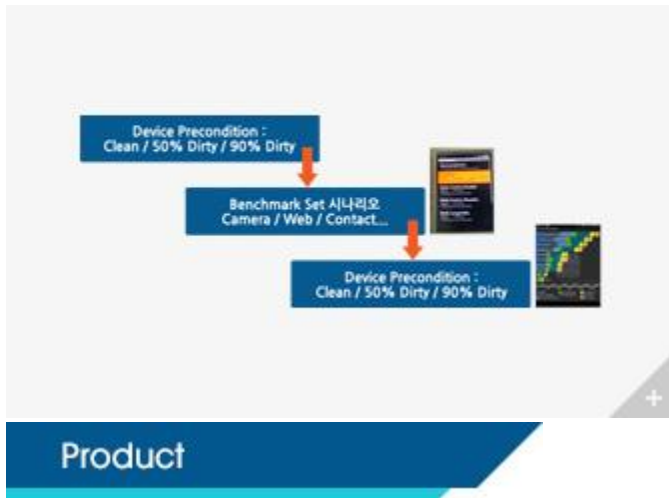 Device Precondition :
Clean / 50% Dirty / 90% Dirty
Benchmark Set 시나리오
Camera / Web / Contact...
Device Precondition :
Clean / 50% Dirty / 90% Dirty
+
Product